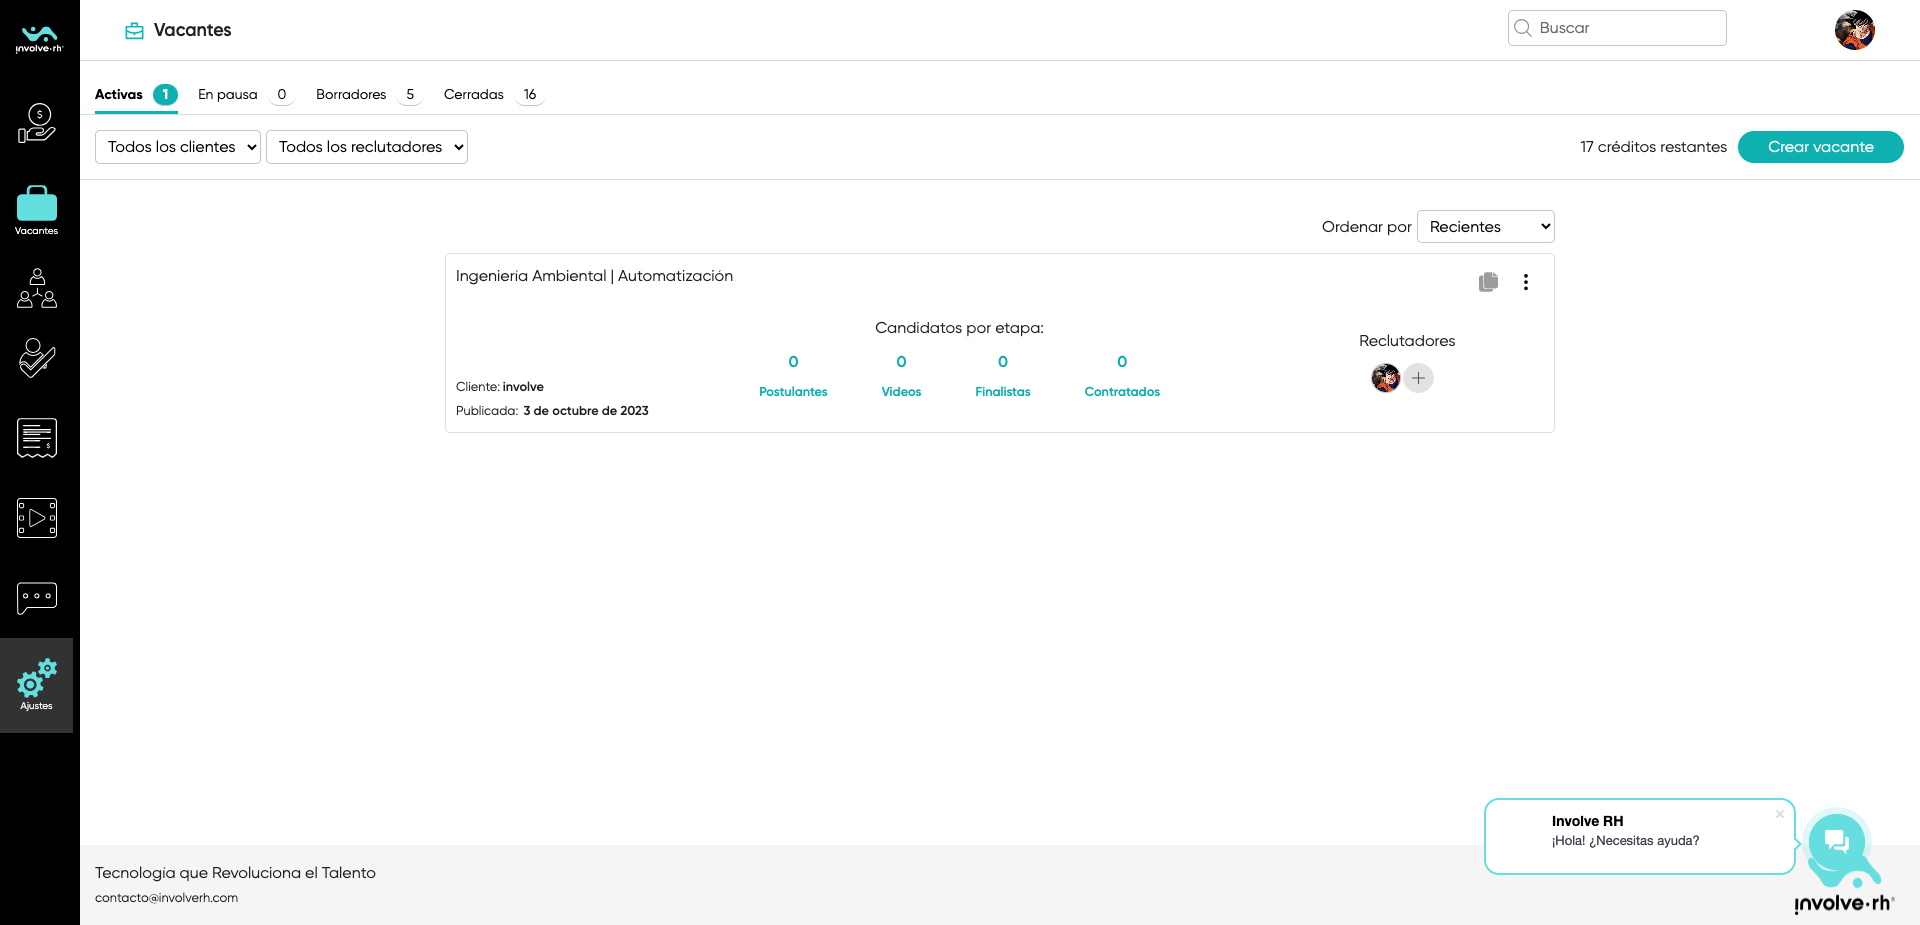 involve·rh
Vacantes
Buscar
Activas 1 En pausa 0 Borradores 5 Cerradas 16
Todos los clientes Todos los reclutadores 17 créditos restantes Crear vacante
Vacantes
Ordenar por Recientes
Ingeniería Ambiental | Automatización
Candidatos por etapa:
Reclutadores
0 0 0 0
Postulantes Videos Finalistas Contratados
Cliente: involve
Publicada: 3 de octubre de 2023
Ajustes
Involve RH
¡Hola! ¿Necesitas ayuda?
Tecnología que Revoluciona el Talento
contacto@involverh.com
involve·rh